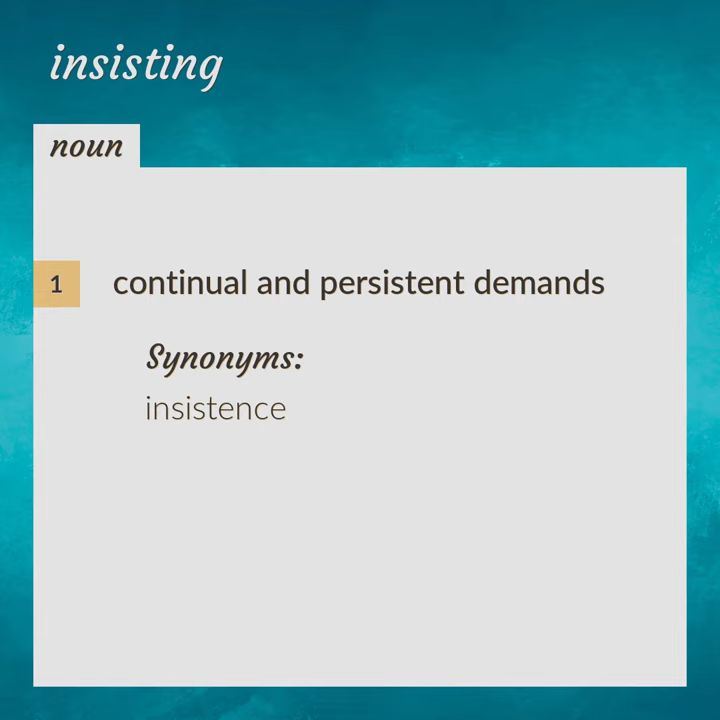 insisting
noun
1 continual and persistent demands
Synonyms:
insistence